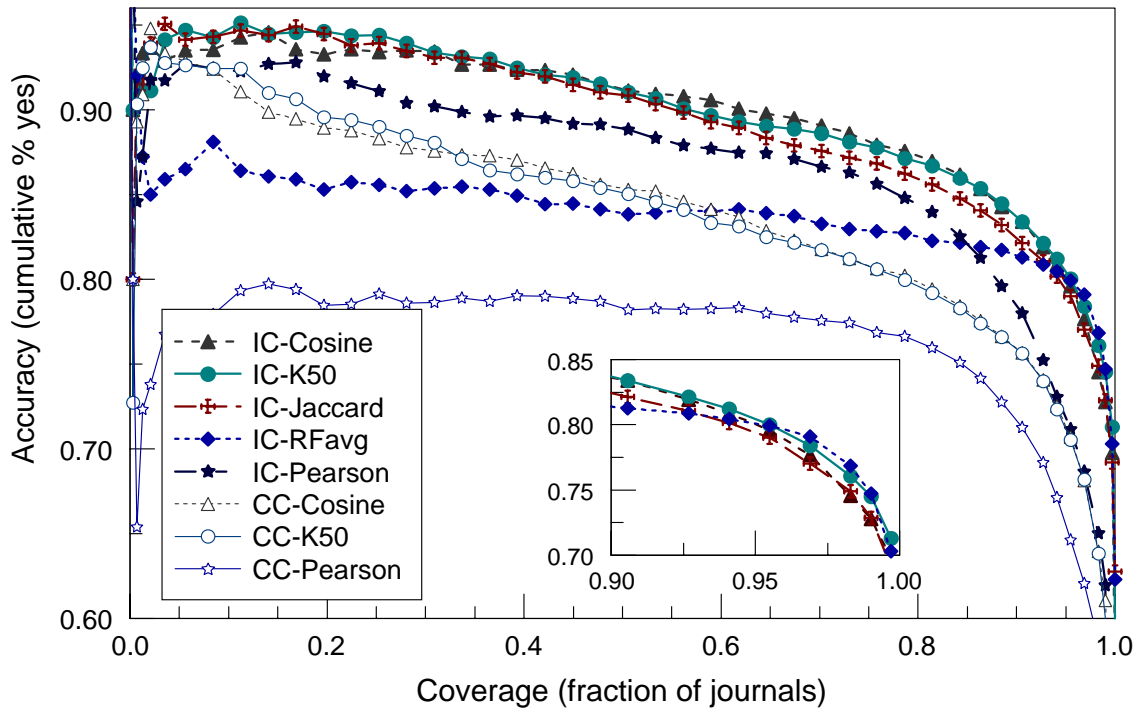 Accuracy (cumulative % yes)
0.90
0.80
0.70
0.60
IC-Cosine
IC-K50
IC-Jaccard
IC-RFavg
IC-Pearson
CC-Cosine
CC-K50
CC-Pearson
0.85
0.80
0.75
0.70
0.90 0.95 1.00
0.0 0.2 0.4 0.6 0.8 1.0
Coverage (fraction of journals)